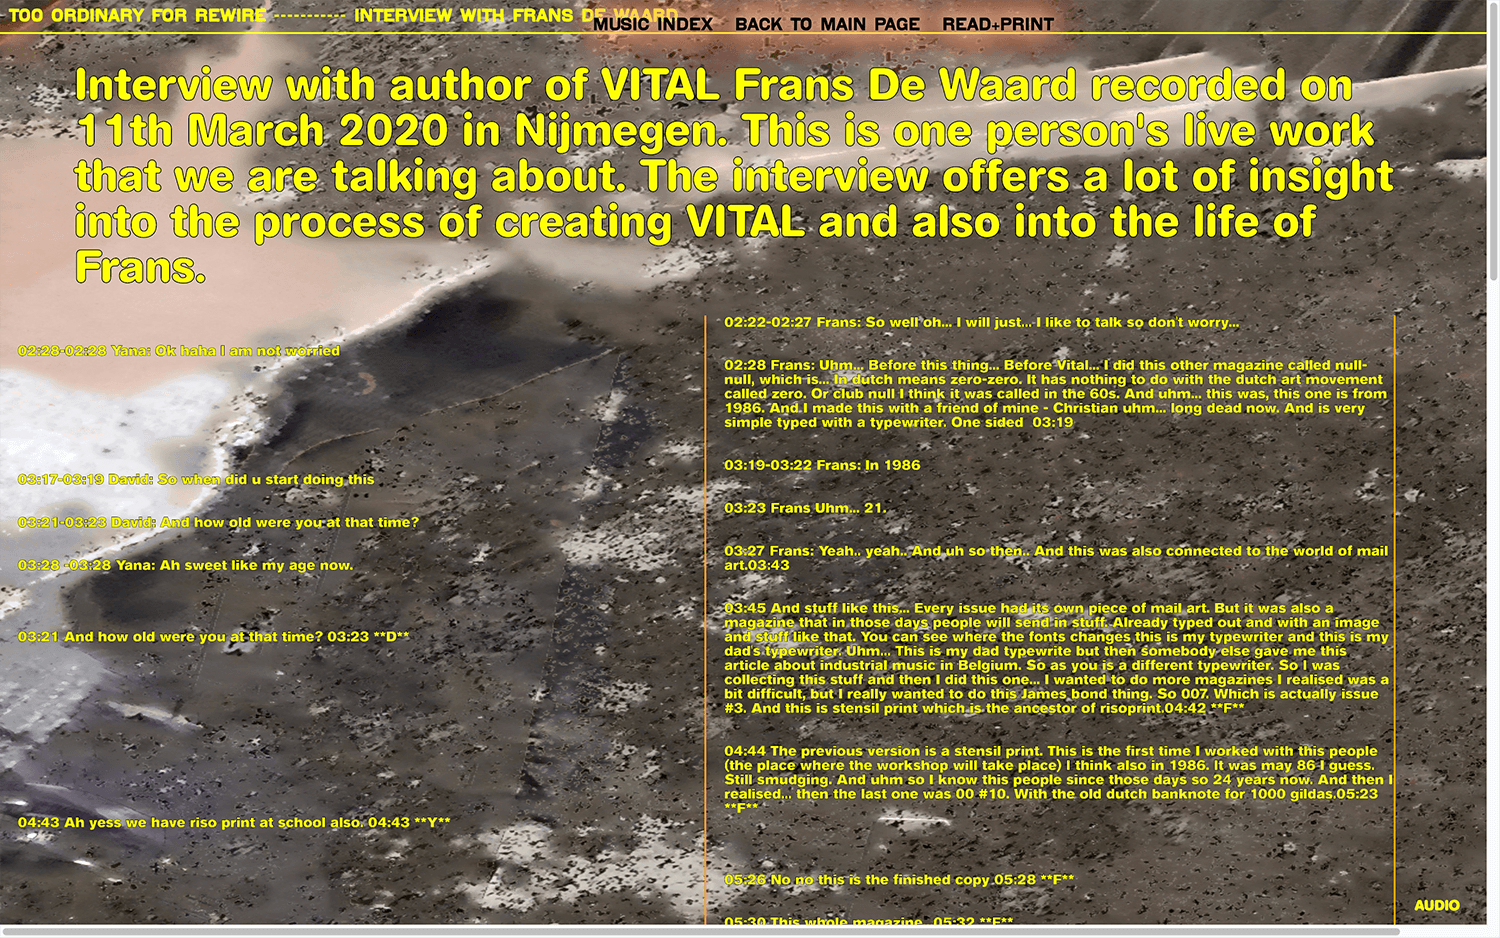 TOO ORDINARY FOR REWIRE ----------- INTERVIEW WITH FRANS DE WAARD
MUSIC INDEX BACK TO MAIN PAGE READ+PRINT
Interview with author of VITAL Frans De Waard recorded on
11th March 2020 in Nijmegen. This is one person's live work
that we are talking about. The interview offers a lot of insight
into the process of creating VITAL and also into the life of
Frans.
02:22-02:27 Frans: So well oh... I will just... I like to talk so don't worry...
02:28-02:28 Yana: Ok haha I am not worried
02:28 Frans: Uhm... Before this thing... Before Vital... I did this other magazine called null-
null, which is... In dutch means zero-zero. It has nothing to do with the dutch art movement
called zero. Or club null I think it was called in the 60s. And uhm... this was, this one is from
1986. And I made this with a friend of mine - Christian uhm... long dead now. And is very
simple typed with a typewriter. One sided 03:19
03:17-03:19 David: So when did u start doing this
03:19-03:22 Frans: In 1986
03:21-03:23 David: And how old were you at that time?
03:23 Frans Uhm... 21.
03:28 -03:28 Yana: Ah sweet like my age now.
03:27 Frans: Yeah.. yeah.. And uh so then.. And this was also connected to the world of mail
art.03:43
03:21 And how old were you at that time? 03:23 **D**
03:45 And stuff like this... Every issue had its own piece of mail art. But it was also a
magazine that in those days people will send in stuff. Already typed out and with an image
and stuff like that. You can see where the fonts changes this is my typewriter and this is my
dad's typewriter. Uhm... This is my dad typewrite but then somebody else gave me this
article about industrial music in Belgium. So as you is a different typewriter. So I was
collecting this stuff and then I did this one... I wanted to do more magazines I realised was a
bit difficult, but I really wanted to do this James bond thing. So 007. Which is actually issue
#3. And this is stensil print which is the ancestor of risoprint.04:42 **F**
04:43 Ah yess we have riso print at school also. 04:43 **Y**
04:44 The previous version is a stensil print. This is the first time I worked with this people
(the place where the workshop will take place) I think also in 1986. It was may 86 I guess.
Still smudging. And uhm so I know this people since those days so 24 years now. And then I
realised... then the last one was 00 #10. With the old dutch banknote for 1000 gildas.05:23
**F**
05:26 No no this is the finished copy.05:28 **F**
05:30 This whole magazine.. 05:32 **F**
AUDIO